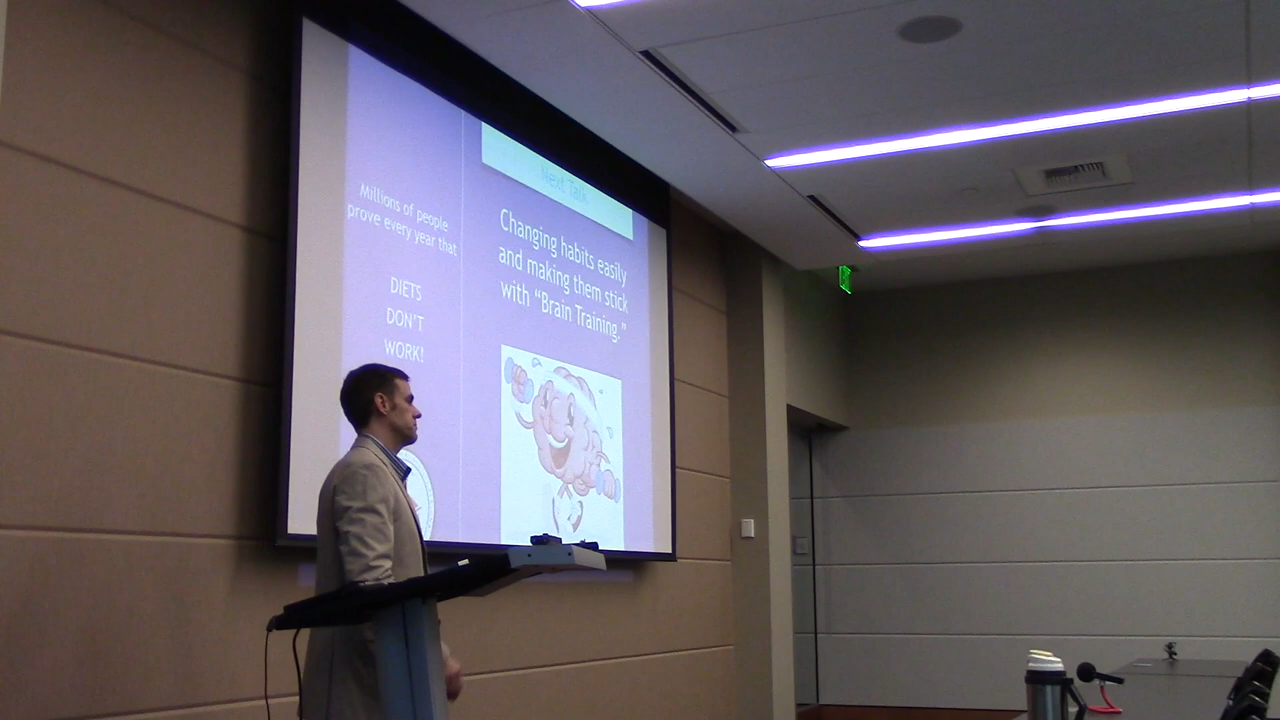 Millions of people
prove every year that
DIETS
DON'T
WORK!
Next Talk
Changing habits easily
and making them stick
with “Brain Training.”